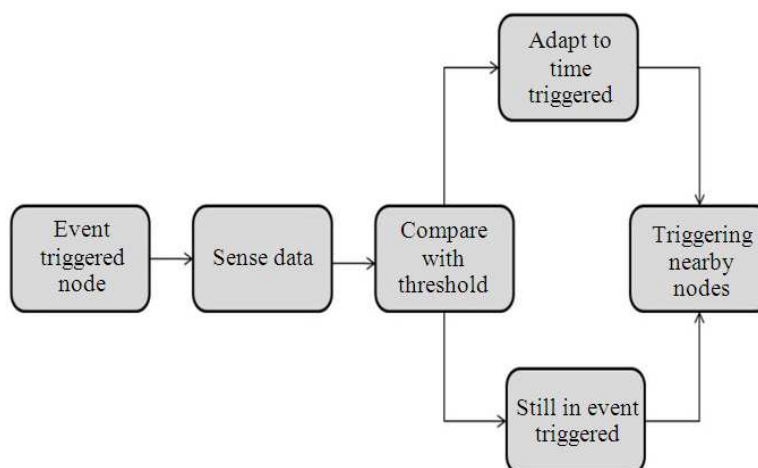 Event
triggered
node
Sense data
Compare
with
threshold
Adapt to
time
triggered
Still in event
triggered
Triggering
nearby
nodes